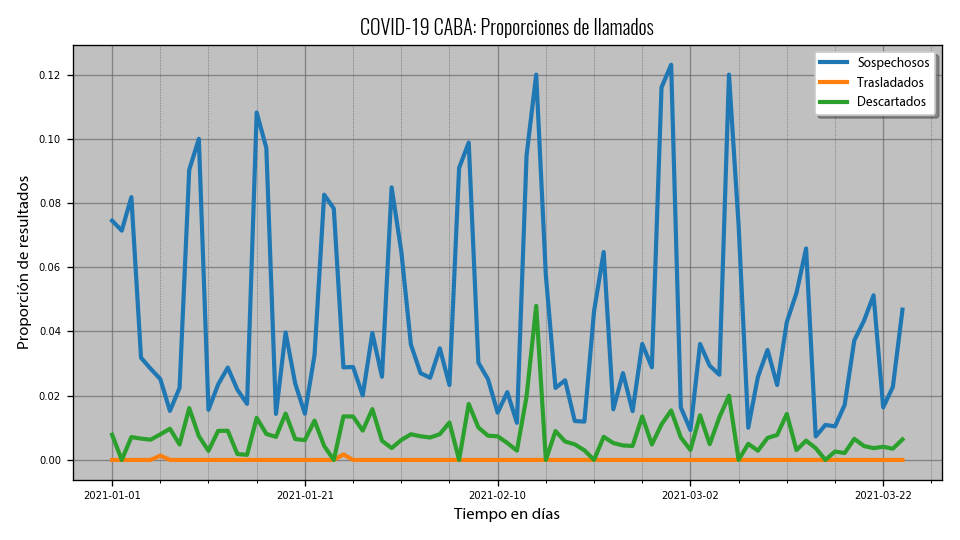 COVID-19 CABA: Proporciones de llamados
Sospechosos
Trasladados
Descartados
Proporción de resultados
0.12
0.10
0.08
0.06
0.04
0.02
0.00
2021-01-01
2021-01-21
2021-02-10
2021-03-02
2021-03-22
Tiempo en días